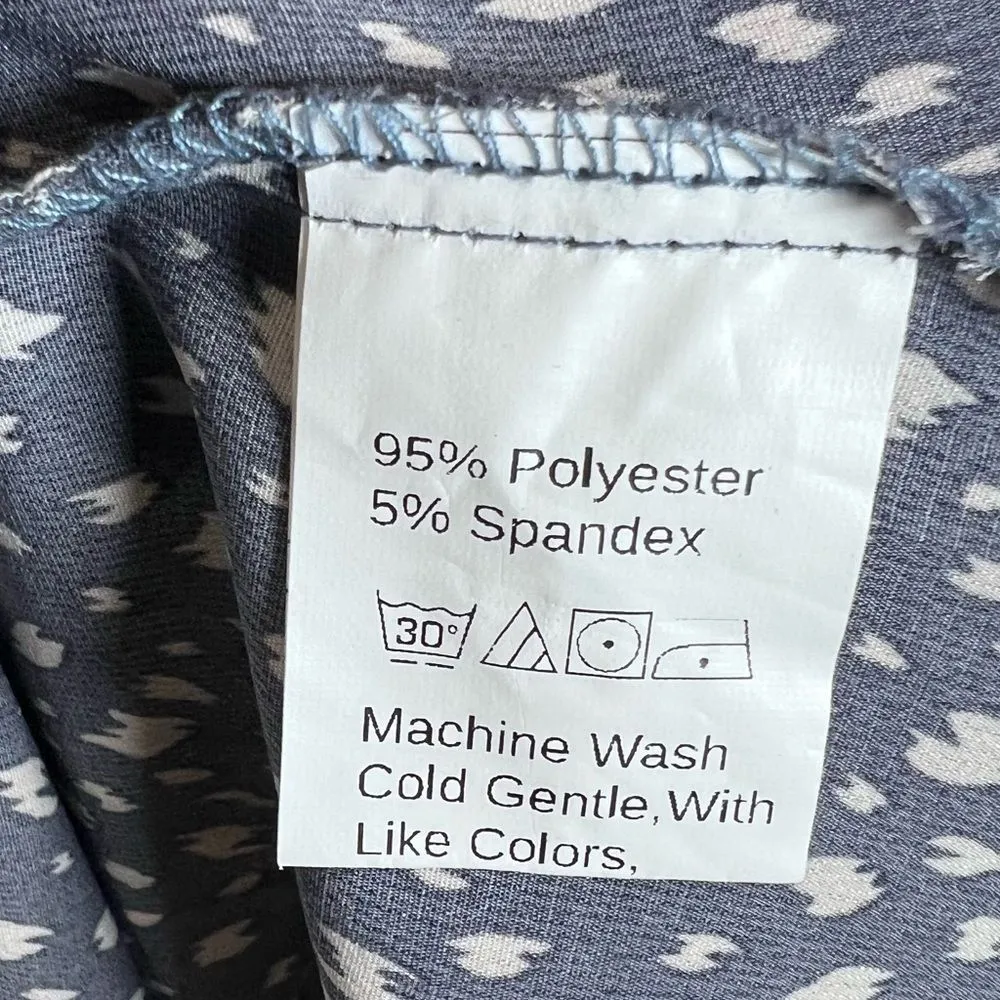 95% Polyester
5% Spandex
30°
Machine Wash
Cold Gentle, With
Like Colors,